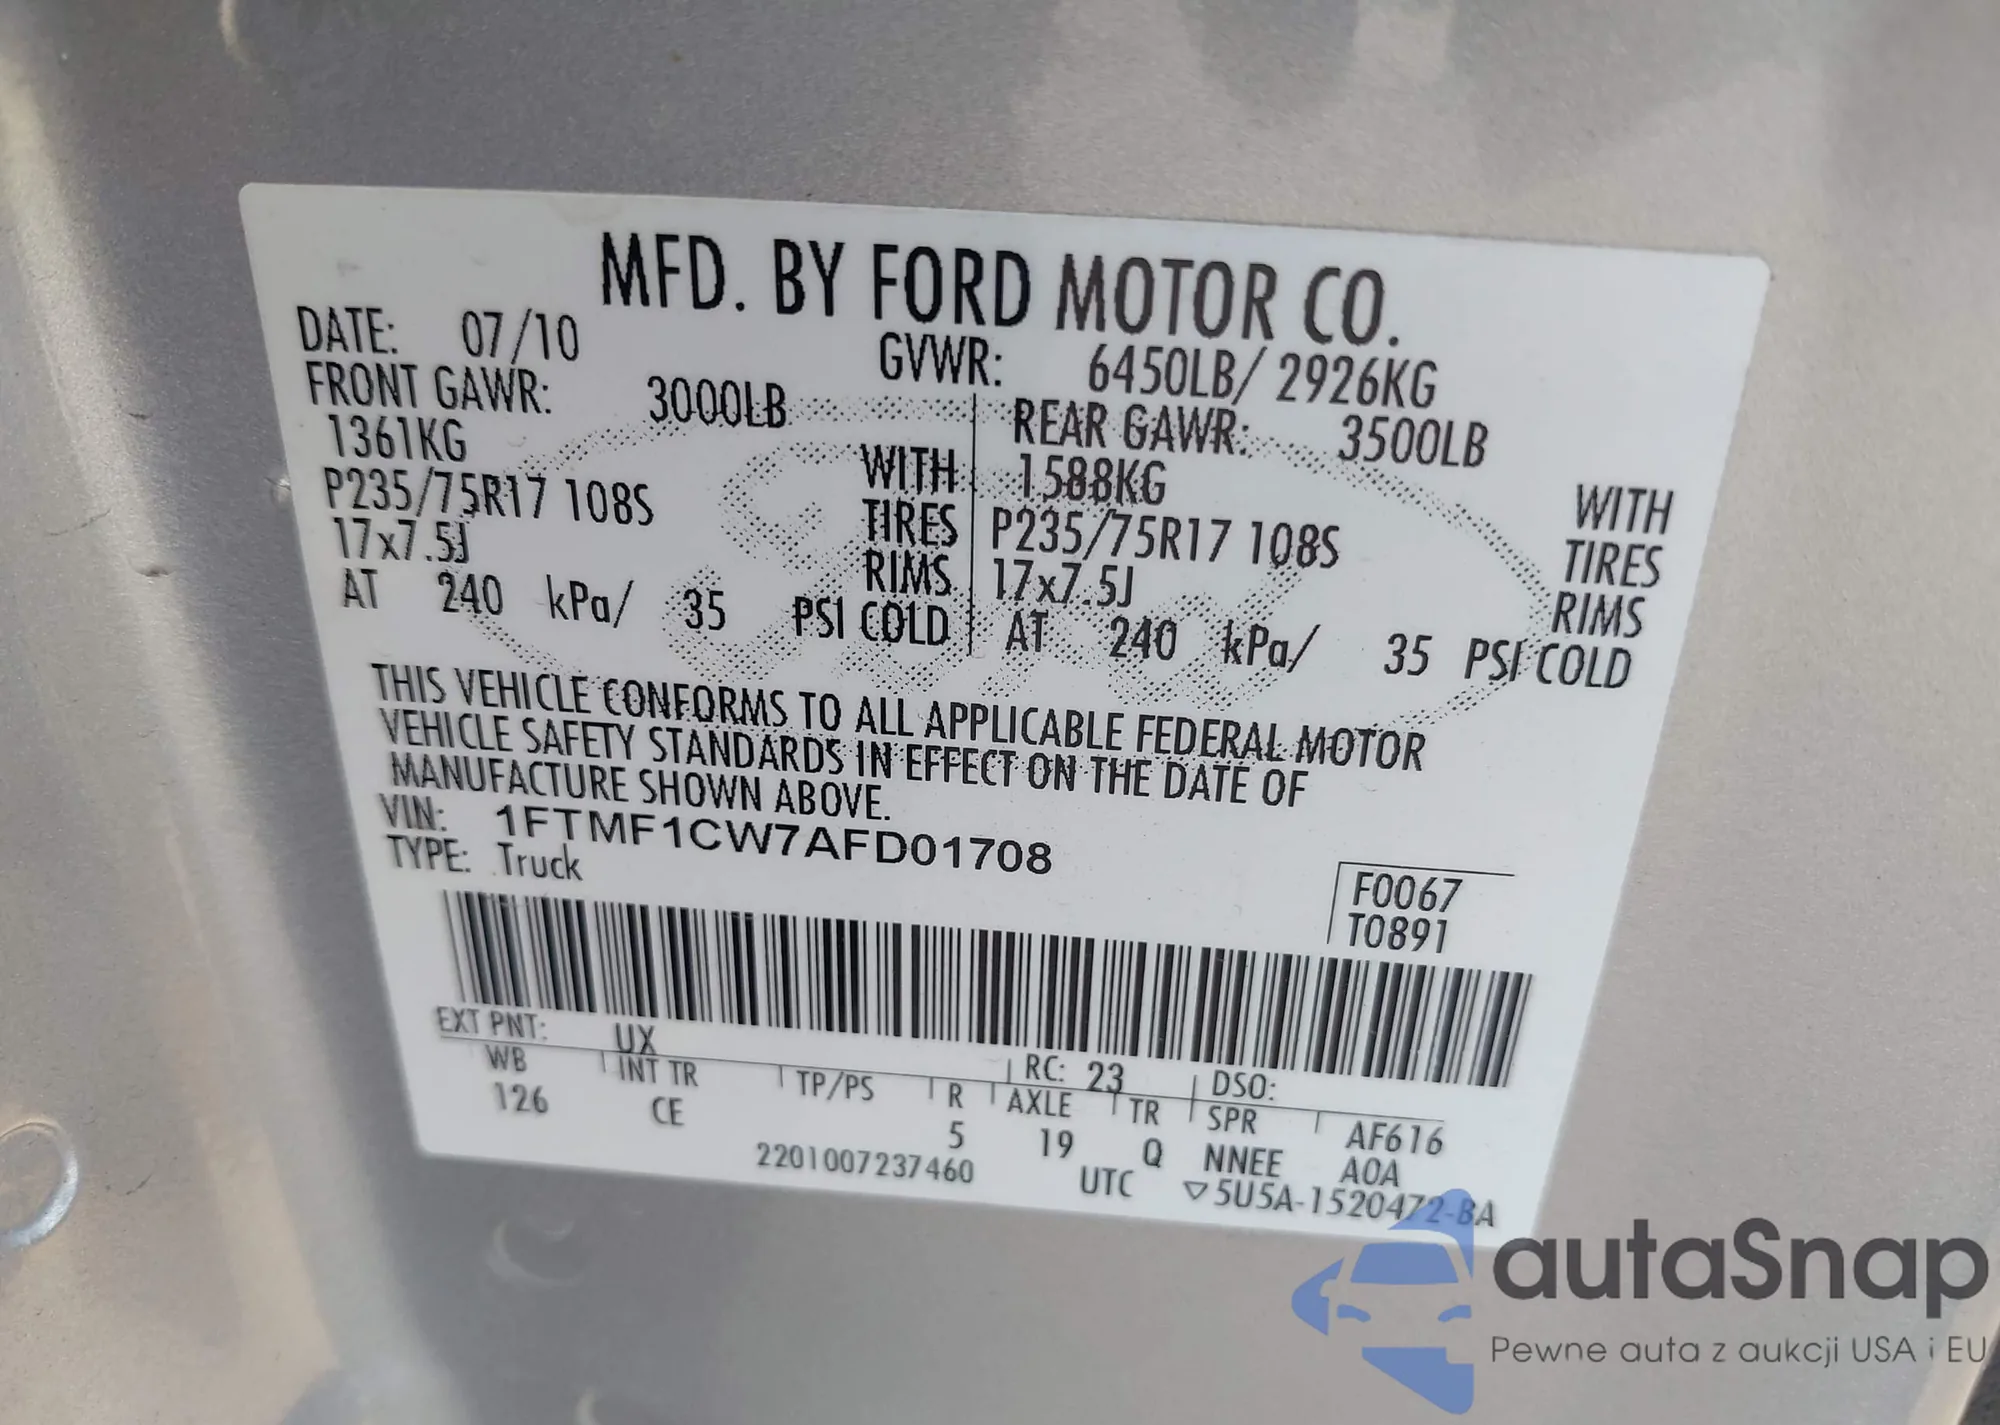 MFD. BY FORD MOTOR CO.
DATE: 07/10 GVWR: 6450LB/ 2926KG
FRONT GAWR: 3000LB REAR GAWR: 3500LB
1361KG WITH 1588KG WITH
P235/75R17 108S TIRES P235/75R17 108S TIRES
17x7.5J RIMS 17x7.5J RIMS
AT 240 kPa/ 35 PSI COLD AT 240 kPa/ 35 PSI COLD
THIS VEHICLE CONFORMS TO ALL APPLICABLE FEDERAL MOTOR
VEHICLE SAFETY STANDARDS IN EFFECT ON THE DATE OF
MANUFACTURE SHOWN ABOVE.
VIN: 1FTMF1CW7AFD01708
TYPE: Truck
F0067
T0891
EXT PNT: UX RC: 23 DSO:
WB INT TR TP/PS R AXLE TR SPR AF616
126 CE 5 19 Q NNEE AOA
2201007237460 UTC ▽5U5A-1520472-BA
autaSnap
Pewne auta z aukcji USA i EU